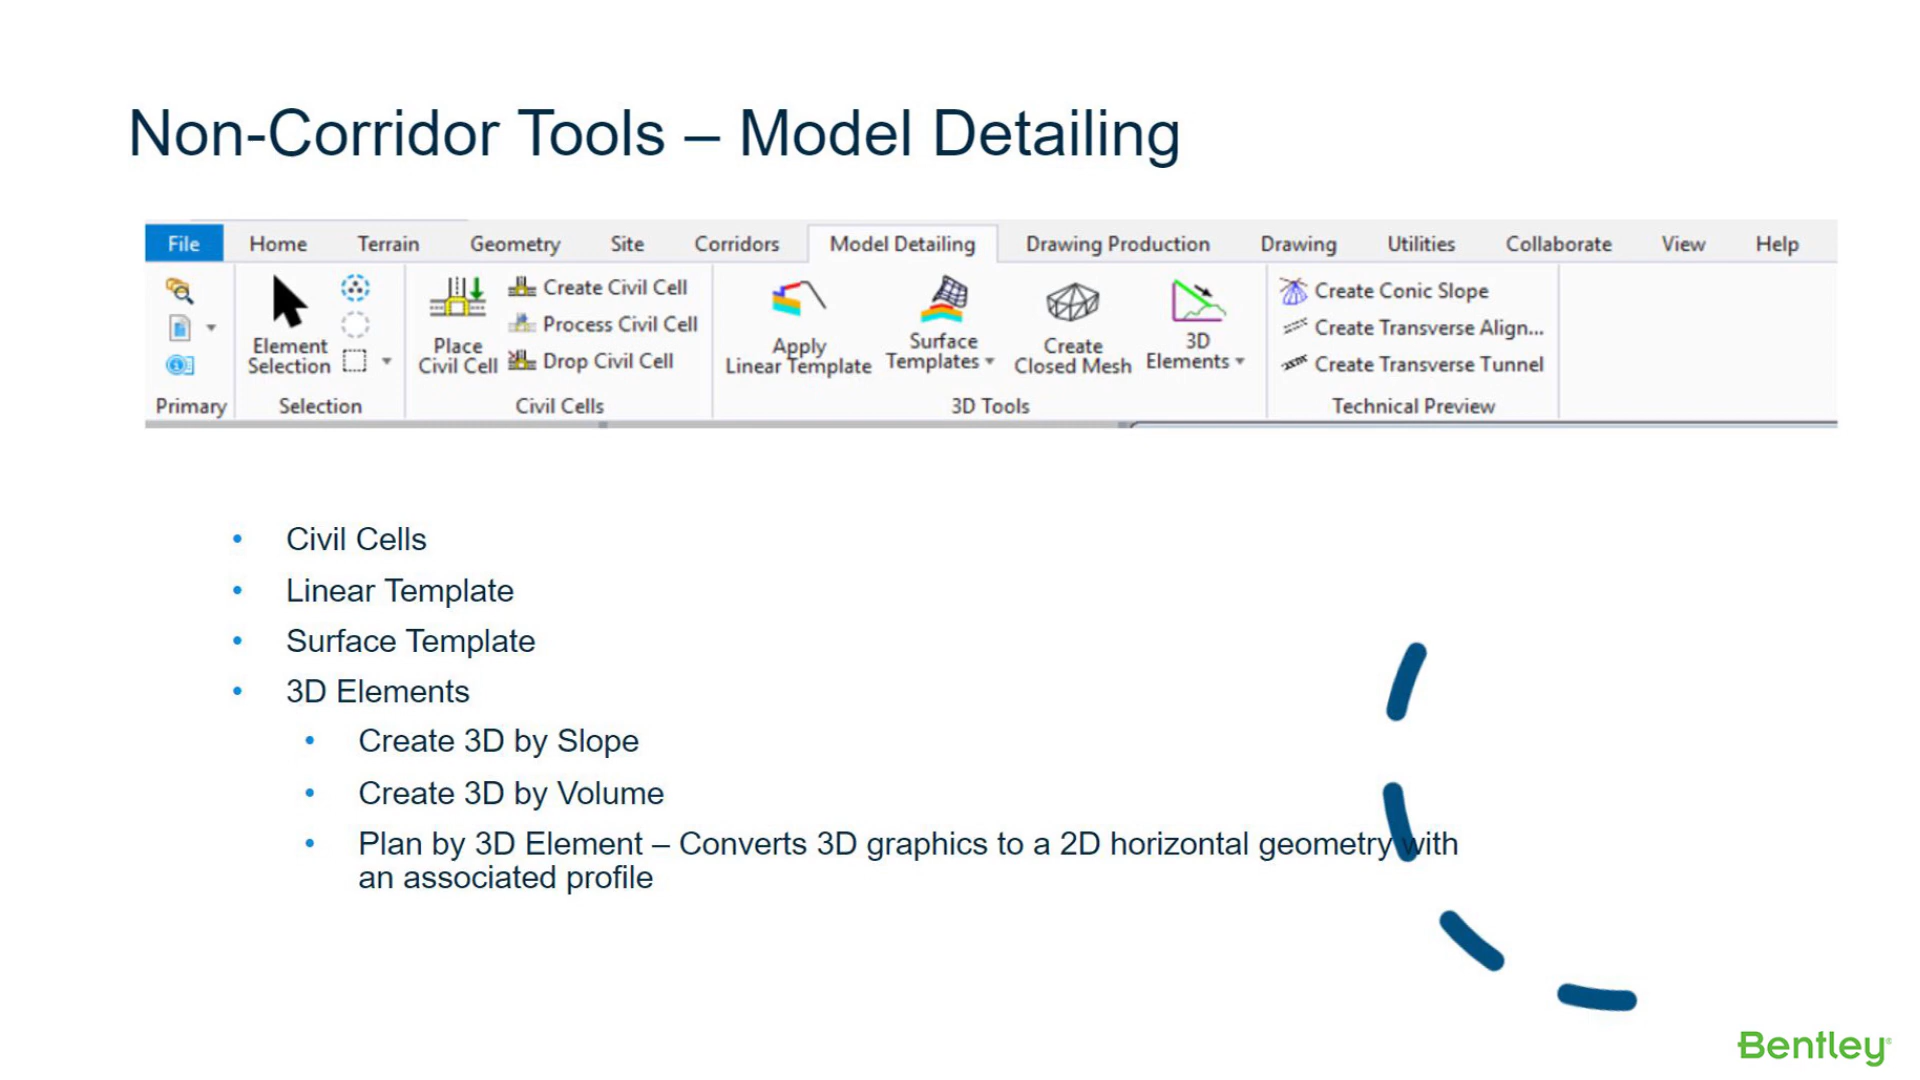 Non-Corridor Tools – Model Detailing
File Home Terrain Geometry Site Corridors Model Detailing Drawing Production Drawing Utilities Collaborate View Help
Element Selection
Place Civil Cell
Create Civil Cell
Process Civil Cell
Drop Civil Cell
Apply Linear Template
Surface Templates
Create Closed Mesh
3D Elements
Create Conic Slope
Create Transverse Align...
Create Transverse Tunnel
Primary Selection Civil Cells 3D Tools Technical Preview
• Civil Cells
• Linear Template
• Surface Template
• 3D Elements
• Create 3D by Slope
• Create 3D by Volume
• Plan by 3D Element – Converts 3D graphics to a 2D horizontal geometry with
an associated profile
Bentley